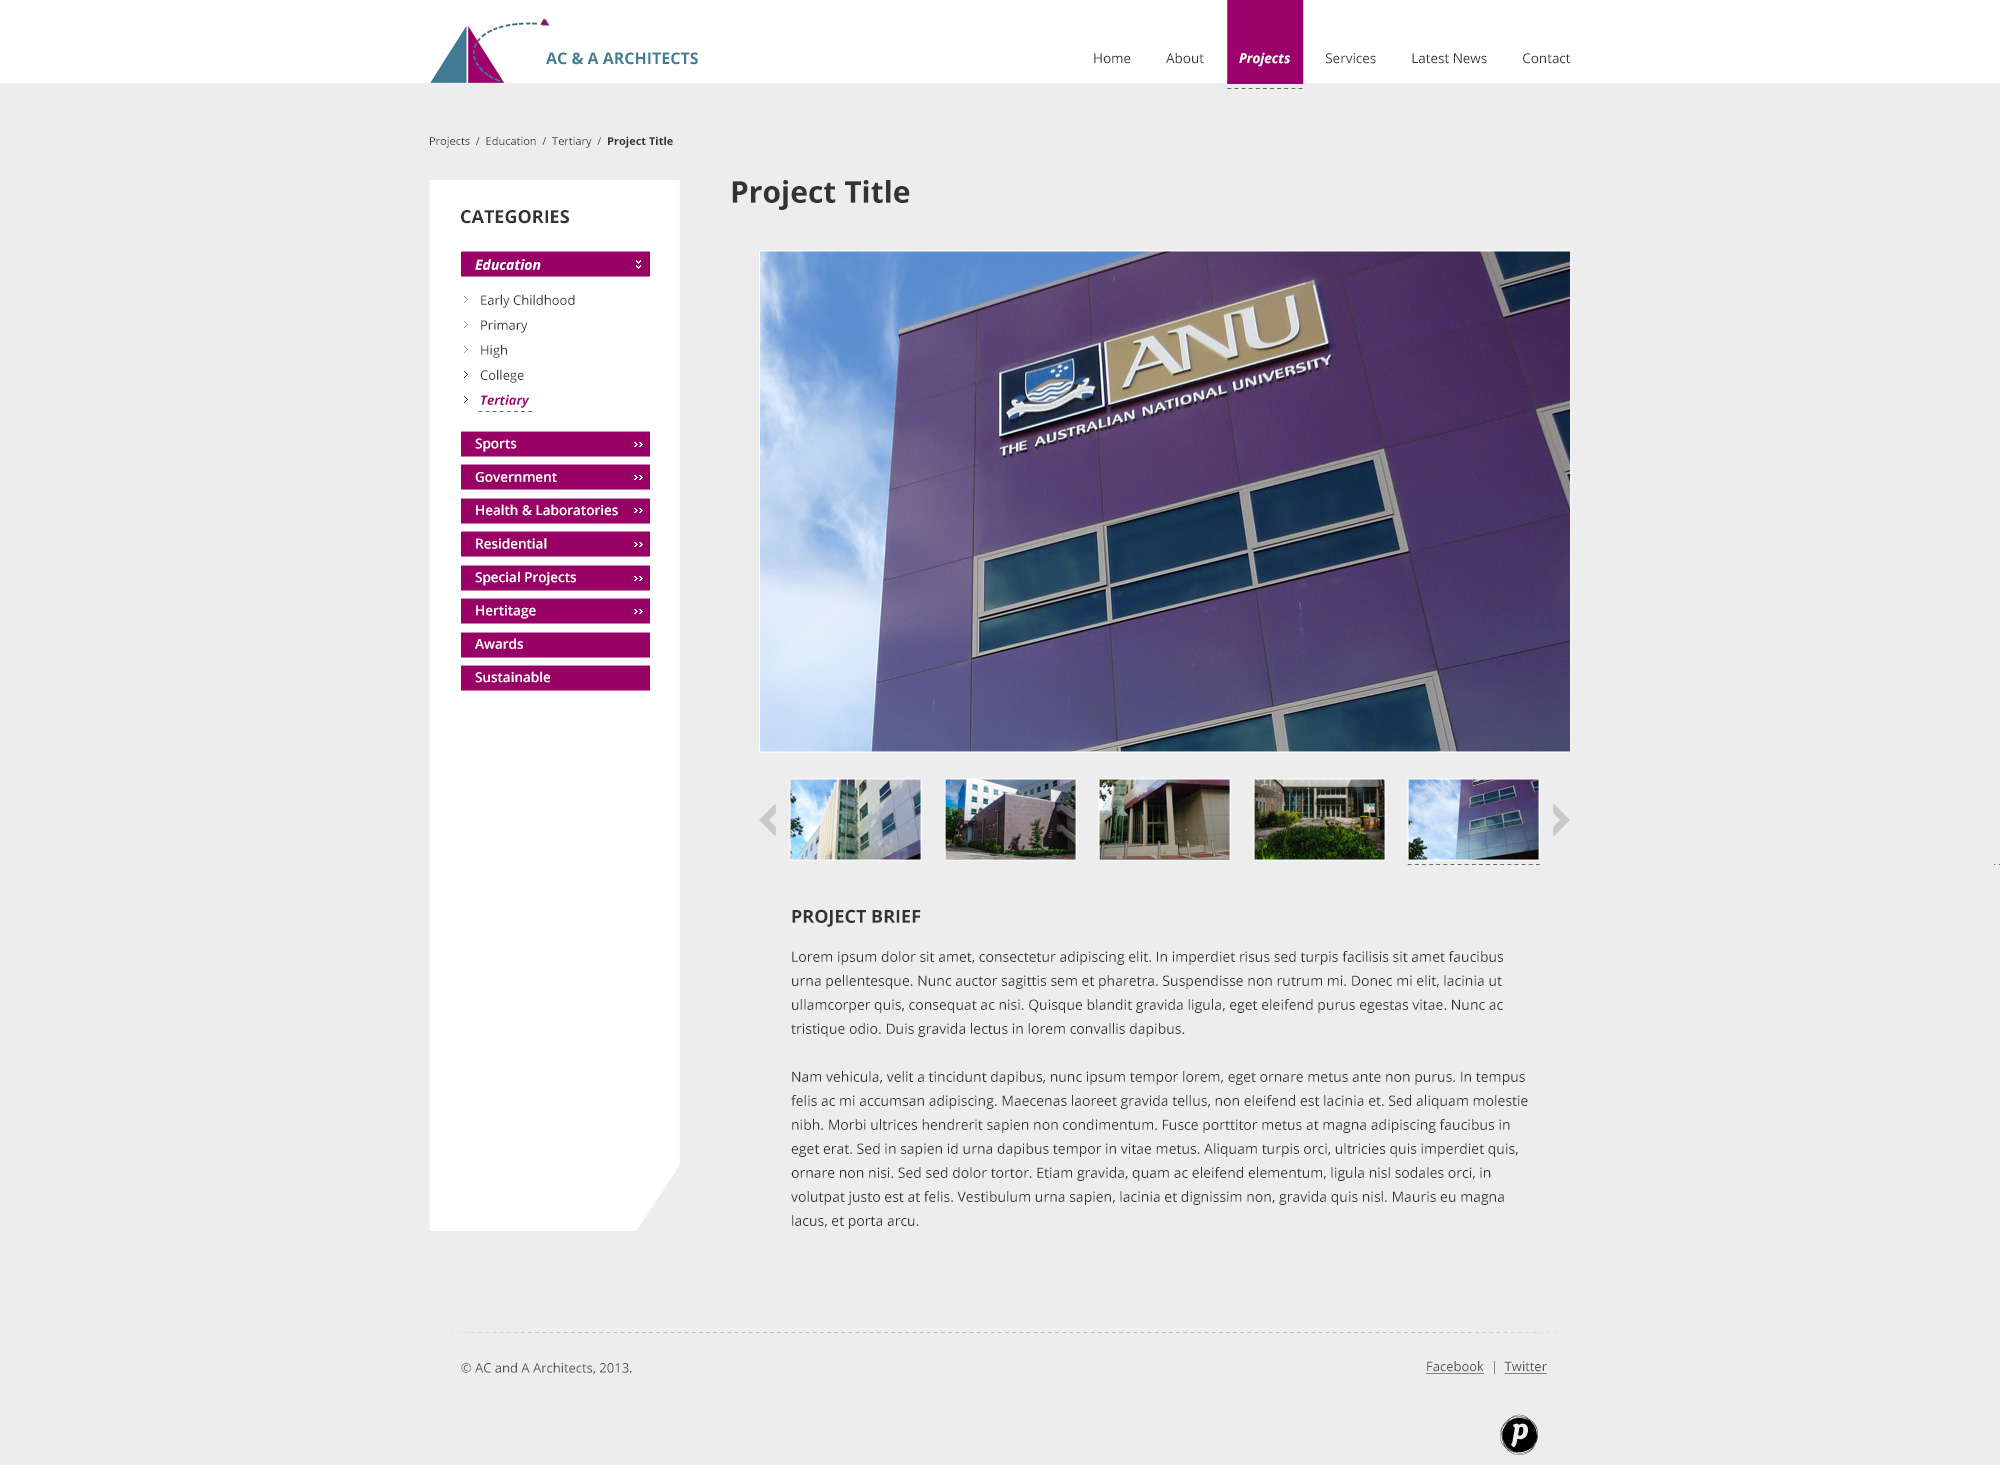 AC & A ARCHITECTS
Home About Projects Services Latest News Contact
Projects / Education / Tertiary / Project Title
CATEGORIES
Education
Early Childhood
Primary
High
College
Tertiary
Sports
Government
Health & Laboratories
Residential
Special Projects
Hertitage
Awards
Sustainable
Project Title
ANU
THE AUSTRALIAN NATIONAL UNIVERSITY
PROJECT BRIEF
Lorem ipsum dolor sit amet, consectetur adipiscing elit. In imperdiet risus sed turpis facilisis sit amet faucibus
urna pellentesque. Nunc auctor sagittis sem et pharetra. Suspendisse non rutrum mi. Donec mi elit, lacinia ut
ullamcorper quis, consequat ac nisi. Quisque blandit gravida ligula, eget eleifend purus egestas vitae. Nunc ac
tristique odio. Duis gravida lectus in lorem convallis dapibus.
Nam vehicula, velit a tincidunt dapibus, nunc ipsum tempor lorem, eget ornare metus ante non purus. In tempus
felis ac mi accumsan adipiscing. Maecenas laoreet gravida tellus, non eleifend est lacinia et. Sed aliquam molestie
nibh. Morbi ultrices hendrerit sapien non condimentum. Fusce porttitor metus at magna adipiscing faucibus in
eget erat. Sed in sapien id urna dapibus tempor in vitae metus. Aliquam turpis orci, ultricies quis imperdiet quis,
ornare non nisi. Sed sed dolor tortor. Etiam gravida, quam ac eleifend elementum, ligula nisl sodales orci, in
volutpat justo est at felis. Vestibulum urna sapien, lacinia et dignissim non, gravida quis nisl. Mauris eu magna
lacus, et porta arcu.
© AC and A Architects, 2013.
Facebook | Twitter
p